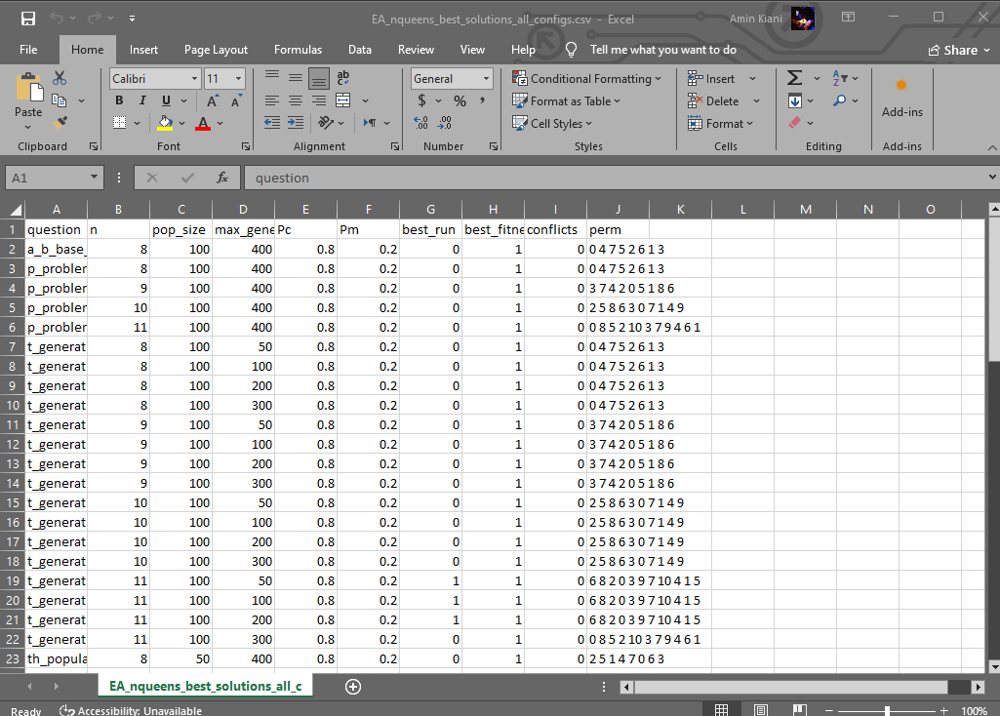 EA_nqueens_best_solutions_all_configs.csv - Excel
Amin Kiani
File Home Insert Page Layout Formulas Data Review View Help Tell me what you want to do Share
Calibri 11 General Conditional Formatting Insert
Paste B I U A A $ % , Format as Table Delete Add-ins
Cell Styles Format
Clipboard Font Alignment Number Styles Cells Editing Add-ins
A1 fx question
A B C D E F G H I J K L M N O
1 question n pop_size max_gene Pc Pm best_run best_fitne conflicts perm
2 a_b_base_ 8 100 400 0.8 0.2 0 1 0 0 4 7 5 2 6 1 3
3 p_probler 8 100 400 0.8 0.2 0 1 0 0 4 7 5 2 6 1 3
4 p_probler 9 100 400 0.8 0.2 0 1 0 3 7 4 2 0 5 1 8 6
5 p_probler 10 100 400 0.8 0.2 0 1 0 2 5 8 6 3 0 7 1 4 9
6 p_probler 11 100 400 0.8 0.2 0 1 0 0 8 5 2 10 3 7 9 4 6 1
7 t_generat 8 100 50 0.8 0.2 0 1 0 0 4 7 5 2 6 1 3
8 t_generat 8 100 100 0.8 0.2 0 1 0 0 4 7 5 2 6 1 3
9 t_generat 8 100 200 0.8 0.2 0 1 0 0 4 7 5 2 6 1 3
10 t_generat 8 100 300 0.8 0.2 0 1 0 0 4 7 5 2 6 1 3
11 t_generat 9 100 50 0.8 0.2 0 1 0 3 7 4 2 0 5 1 8 6
12 t_generat 9 100 100 0.8 0.2 0 1 0 3 7 4 2 0 5 1 8 6
13 t_generat 9 100 200 0.8 0.2 0 1 0 3 7 4 2 0 5 1 8 6
14 t_generat 9 100 300 0.8 0.2 0 1 0 3 7 4 2 0 5 1 8 6
15 t_generat 10 100 50 0.8 0.2 0 1 0 2 5 8 6 3 0 7 1 4 9
16 t_generat 10 100 100 0.8 0.2 0 1 0 2 5 8 6 3 0 7 1 4 9
17 t_generat 10 100 200 0.8 0.2 0 1 0 2 5 8 6 3 0 7 1 4 9
18 t_generat 10 100 300 0.8 0.2 0 1 0 2 5 8 6 3 0 7 1 4 9
19 t_generat 11 100 50 0.8 0.2 1 1 0 6 8 2 0 3 9 7 10 4 1 5
20 t_generat 11 100 100 0.8 0.2 1 1 0 6 8 2 0 3 9 7 10 4 1 5
21 t_generat 11 100 200 0.8 0.2 1 1 0 6 8 2 0 3 9 7 10 4 1 5
22 t_generat 11 100 300 0.8 0.2 0 1 0 0 8 5 2 10 3 7 9 4 6 1
23 th_popula 8 50 400 0.8 0.2 0 1 0 2 5 1 4 7 0 6 3
EA_nqueens_best_solutions_all_c
Ready Accessibility: Unavailable 100%